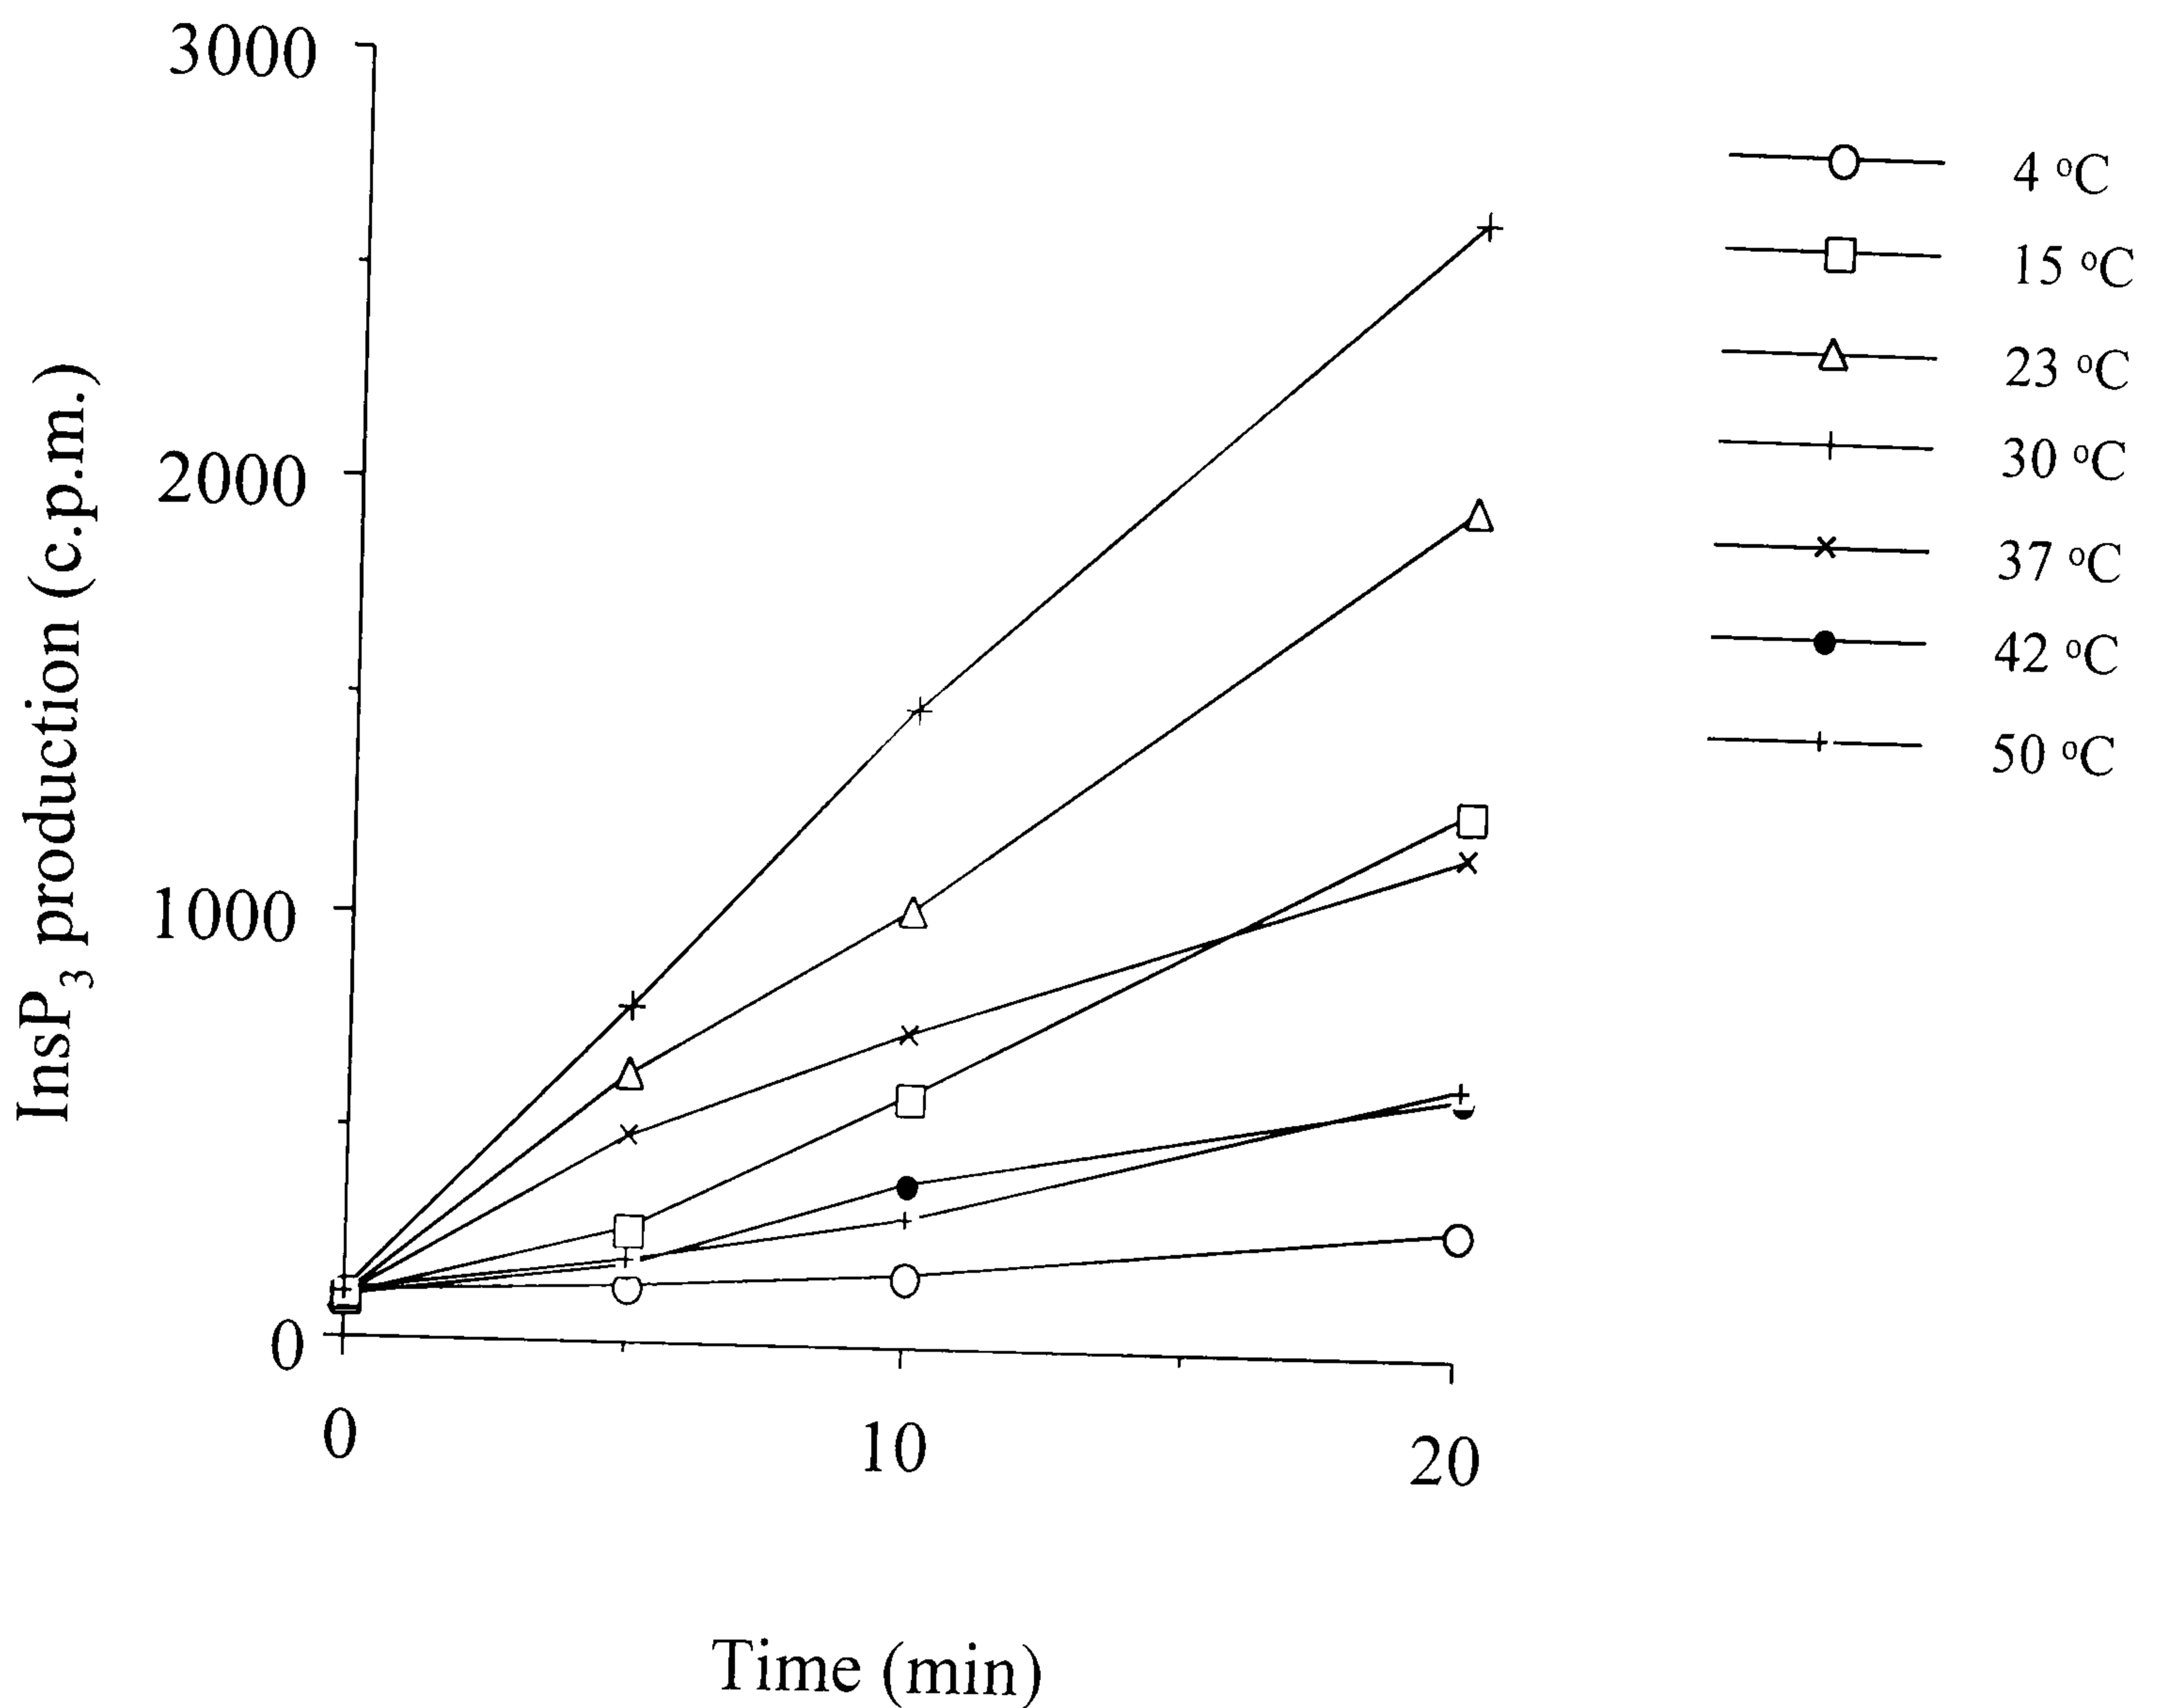 3000
2000
1000
0
InsP3 production (c.p.m.)
0 10 20
Time (min)
4 °C
15 °C
23 °C
30 °C
37 °C
42 °C
50 °C